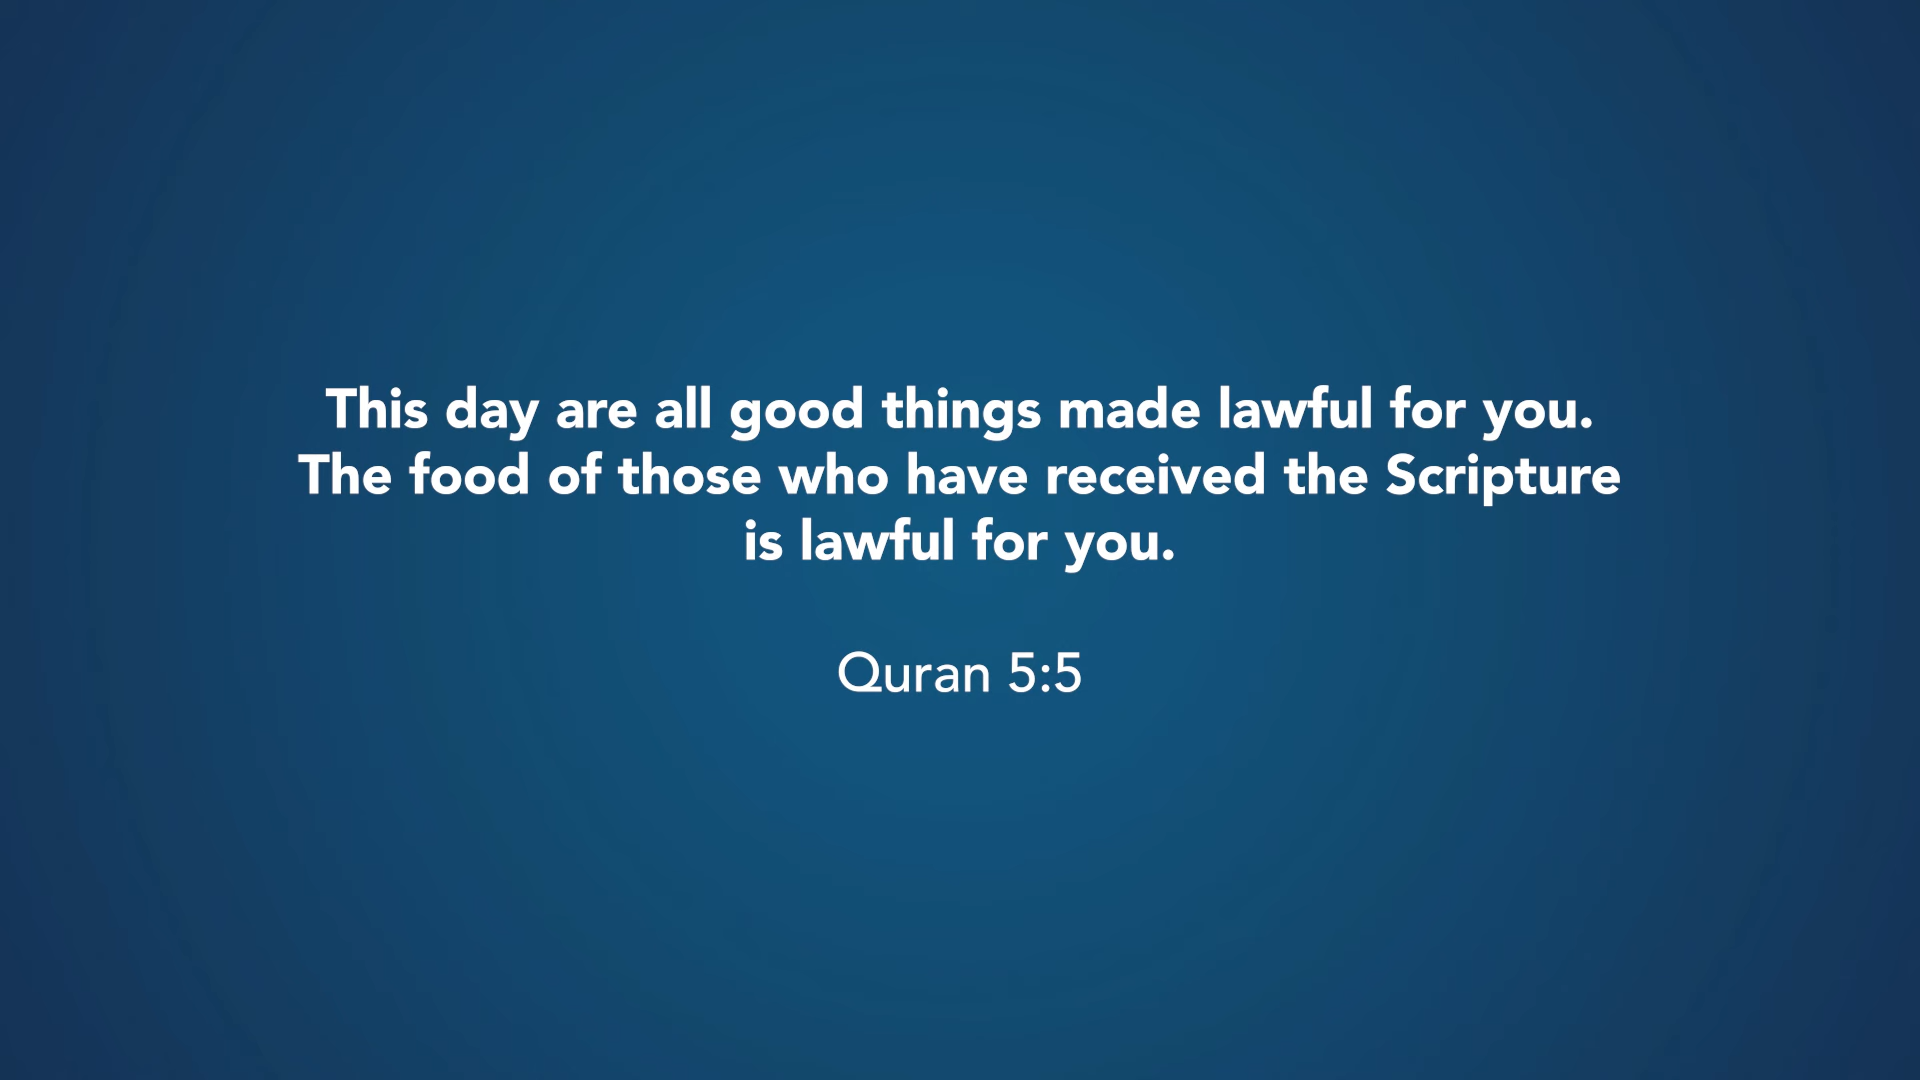 This day are all good things made lawful for you.
The food of those who have received the Scripture
is lawful for you.
Quran 5:5